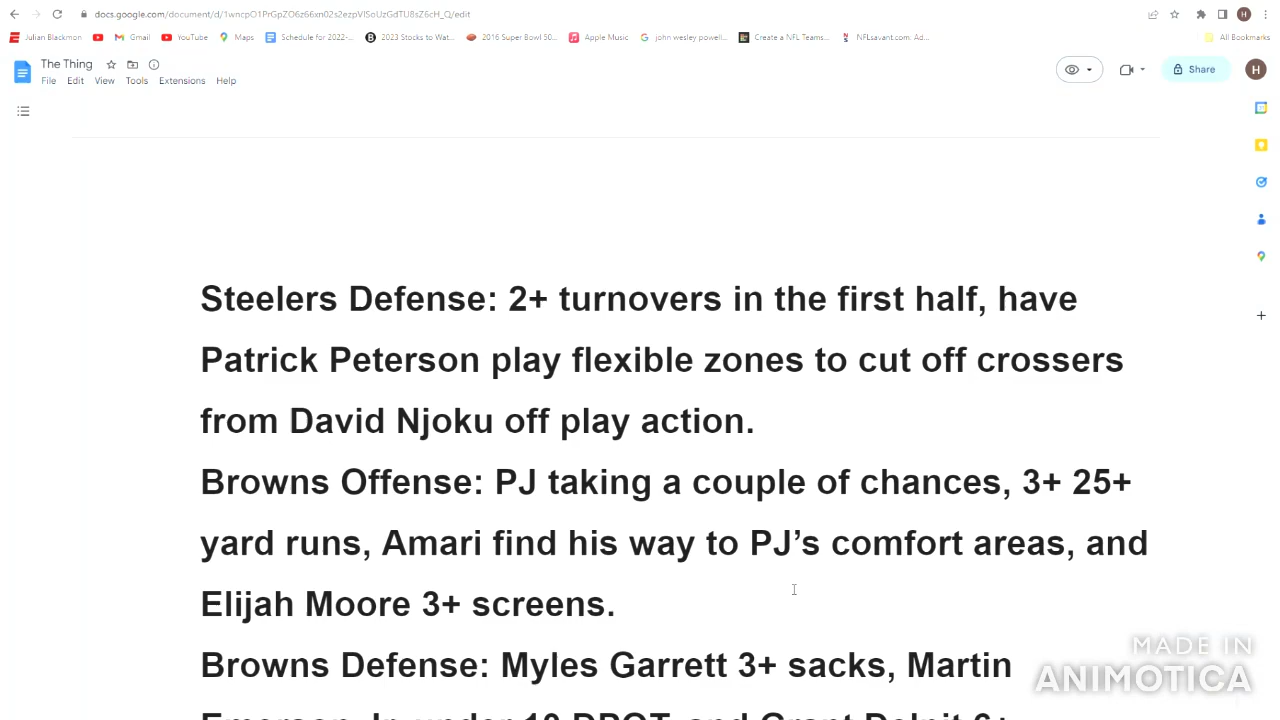 docs.google.com/document/d/1wncpO1PrGpZO6z66xn02s2ezpVlSoUzGdTU8sZ6cH_Q/edit
Julian Blackmon
Gmail
YouTube
Maps
Schedule for 2022-...
2023 Stocks to Wat...
2016 Super Bowl 50...
Apple Music
john wesley powell...
Create a NFL Teams...
NFLsavant.com: Ad...
All Bookmarks
The Thing
File Edit View Tools Extensions Help
Share
H
Steelers Defense: 2+ turnovers in the first half, have
Patrick Peterson play flexible zones to cut off crossers
from David Njoku off play action.
Browns Offense: PJ taking a couple of chances, 3+ 25+
yard runs, Amari find his way to PJ’s comfort areas, and
Elijah Moore 3+ screens.
Browns Defense: Myles Garrett 3+ sacks, Martin
MADE IN
ANIMOTICA